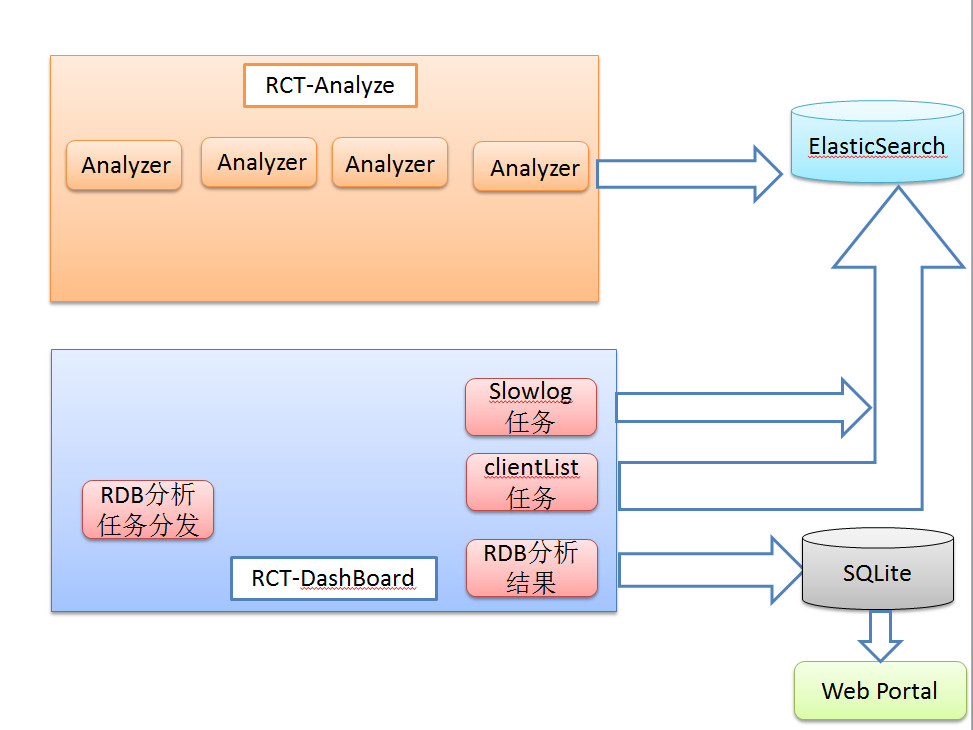 RCT-Analyze
Analyzer
Analyzer
Analyzer
Analyzer
ElasticSearch
Slowlog
任务
clientList
任务
RDB分析
任务分发
RCT-DashBoard
RDB分析
结果
SQLite
Web Portal